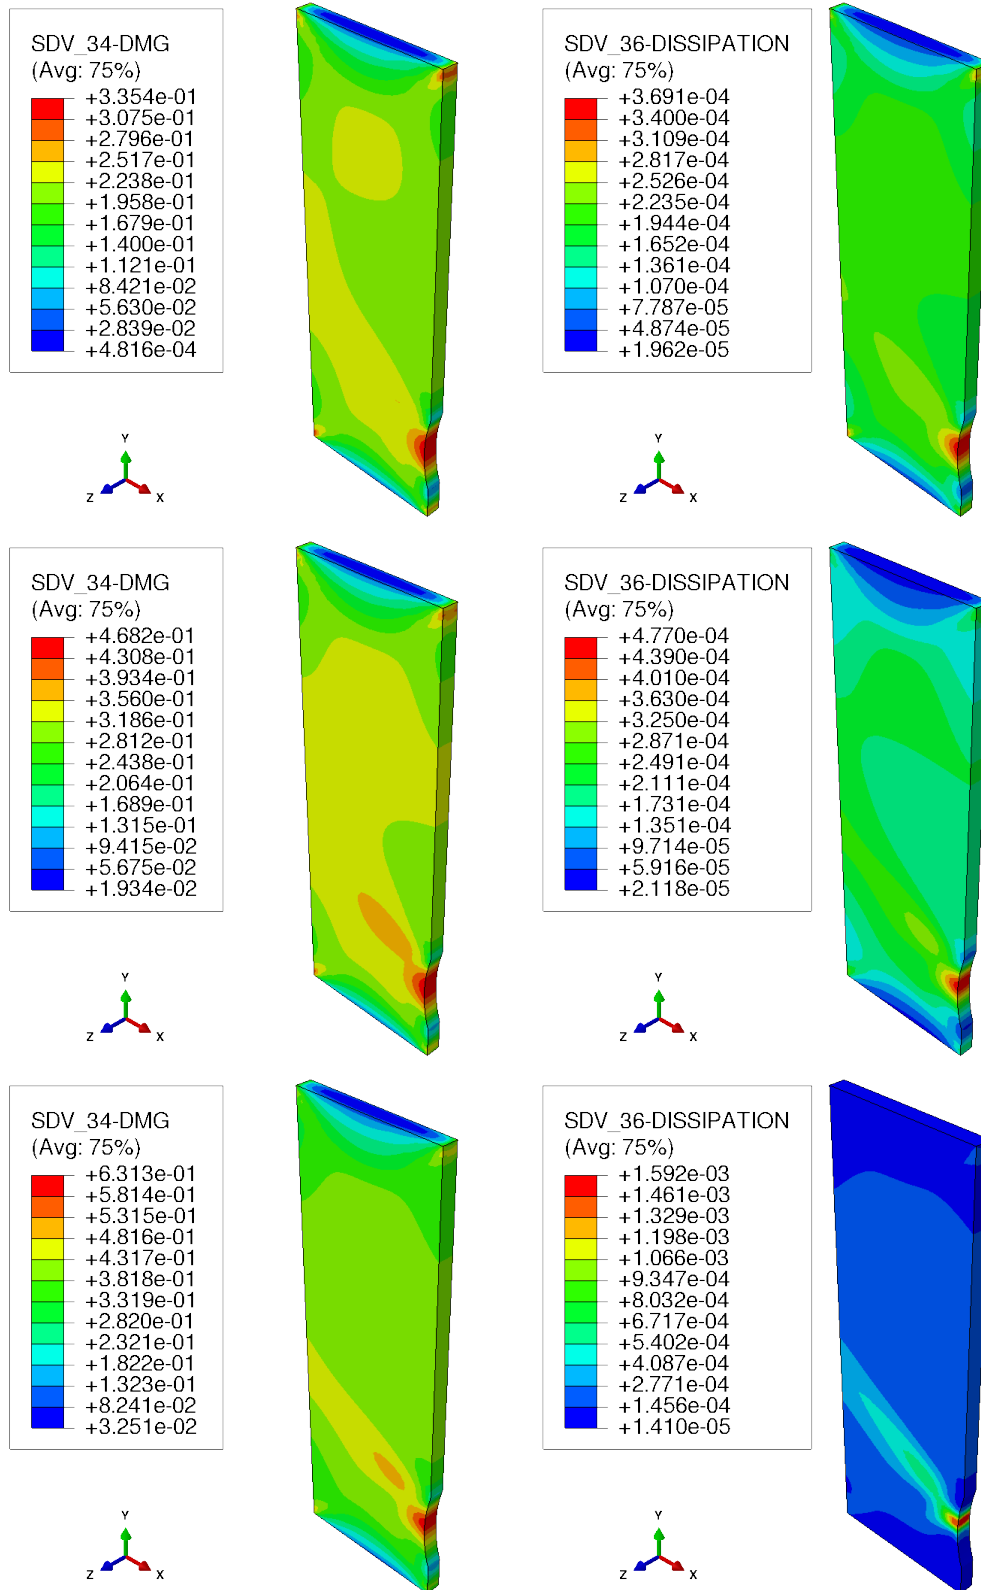 SDV_34-DMG
(Avg: 75%)
+3.354e-01
+3.075e-01
+2.796e-01
+2.517e-01
+2.238e-01
+1.958e-01
+1.679e-01
+1.400e-01
+1.121e-01
+8.421e-02
+5.630e-02
+2.839e-02
+4.816e-04
Y
Z
X
SDV_36-DISSIPATION
(Avg: 75%)
+3.691e-04
+3.400e-04
+3.109e-04
+2.817e-04
+2.526e-04
+2.235e-04
+1.944e-04
+1.652e-04
+1.361e-04
+1.070e-04
+7.787e-05
+4.874e-05
+1.962e-05
Y
Z
X
SDV_34-DMG
(Avg: 75%)
+4.682e-01
+4.308e-01
+3.934e-01
+3.560e-01
+3.186e-01
+2.812e-01
+2.438e-01
+2.064e-01
+1.689e-01
+1.315e-01
+9.415e-02
+5.675e-02
+1.934e-02
Y
Z
X
SDV_36-DISSIPATION
(Avg: 75%)
+4.770e-04
+4.390e-04
+4.010e-04
+3.630e-04
+3.250e-04
+2.871e-04
+2.491e-04
+2.111e-04
+1.731e-04
+1.351e-04
+9.714e-05
+5.916e-05
+2.118e-05
Y
Z
X
SDV_34-DMG
(Avg: 75%)
+6.313e-01
+5.814e-01
+5.315e-01
+4.816e-01
+4.317e-01
+3.818e-01
+3.319e-01
+2.820e-01
+2.321e-01
+1.822e-01
+1.323e-01
+8.241e-02
+3.251e-02
Y
Z
X
SDV_36-DISSIPATION
(Avg: 75%)
+1.592e-03
+1.461e-03
+1.329e-03
+1.198e-03
+1.066e-03
+9.347e-04
+8.032e-04
+6.717e-04
+5.402e-04
+4.087e-04
+2.771e-04
+1.456e-04
+1.410e-05
Y
Z
X